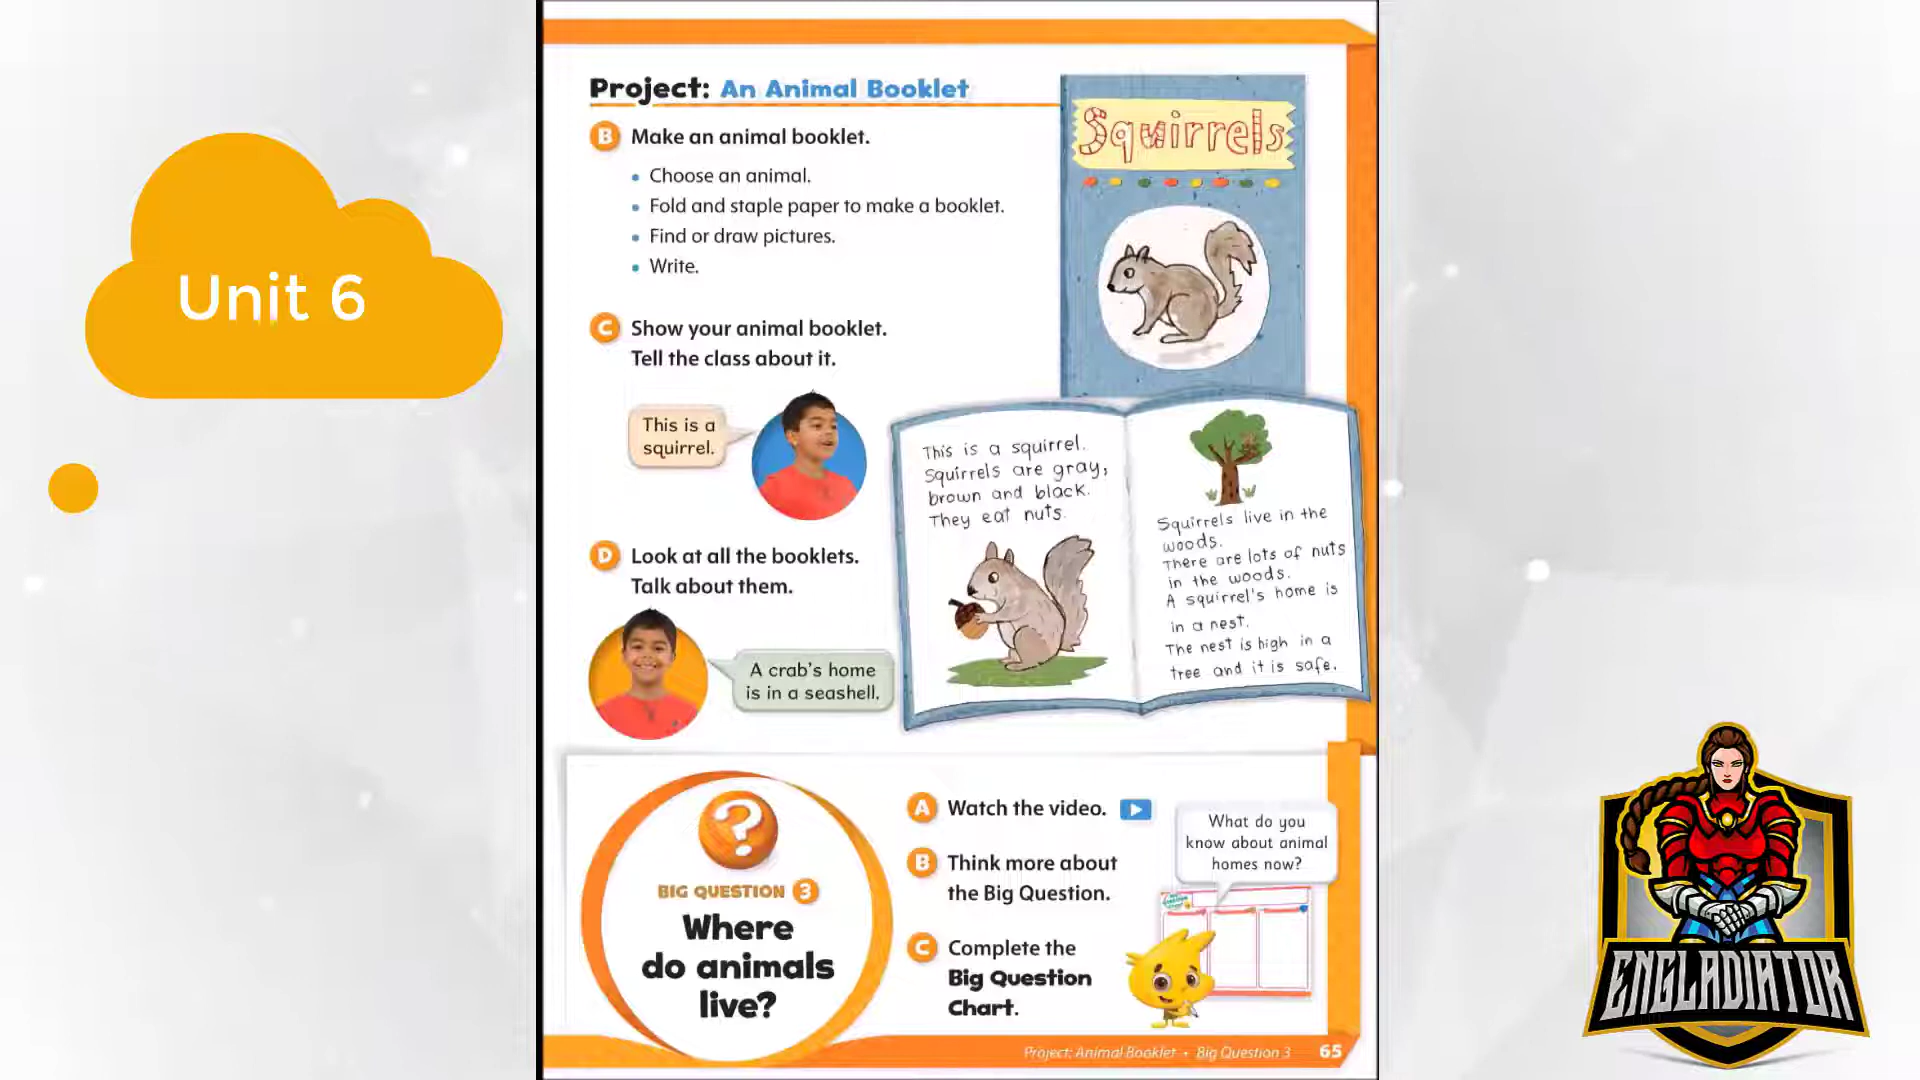 Unit 6
Project: An Animal Booklet
B Make an animal booklet.
• Choose an animal.
• Fold and staple paper to make a booklet.
• Find or draw pictures.
• Write.
Squirrels
C Show your animal booklet.
Tell the class about it.
This is a
squirrel.
This is a squirrel.
Squirrels are gray,
brown and black.
They eat nuts.
Squirrels live in the
woods.
There are lots of nuts
in the woods.
A squirrel's home is
in a nest.
The nest is high in a
tree and it is safe.
D Look at all the booklets.
Talk about them.
A crab's home
is in a seashell.
?
BIG QUESTION 3
Where
do animals
live?
A Watch the video.
B Think more about
the Big Question.
C Complete the
Big Question
Chart.
What do you
know about animal
homes now?
Project: Animal Booklet • Big Question 3 65
ENGLADIATOR